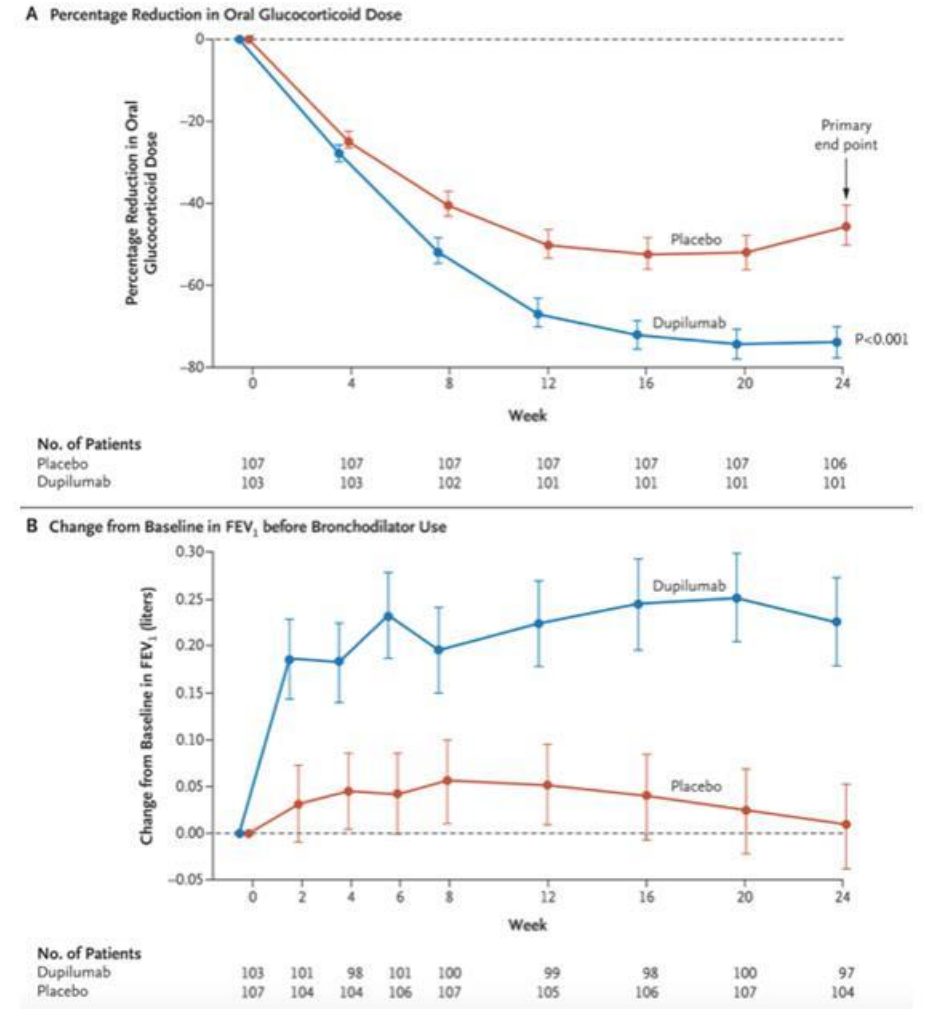 A Percentage Reduction in Oral Glucocorticoid Dose
Percentage Reduction in Oral
Glucocorticoid Dose
0
−20
−40
−60
−80
Primary
end point
Placebo
Dupilumab
P<0.001
0 4 8 12 16 20 24
Week
No. of Patients
Placebo 107 107 107 107 107 107 106
Dupilumab 103 103 102 101 101 101 101
B Change from Baseline in FEV₁ before Bronchodilator Use
Change from Baseline in FEV₁ (liters)
0.30
0.25
0.20
0.15
0.10
0.05
0.00
−0.05
Dupilumab
Placebo
0 2 4 6 8 12 16 20 24
Week
No. of Patients
Dupilumab 103 101 98 101 100 99 98 100 97
Placebo 107 104 104 106 107 105 106 107 104